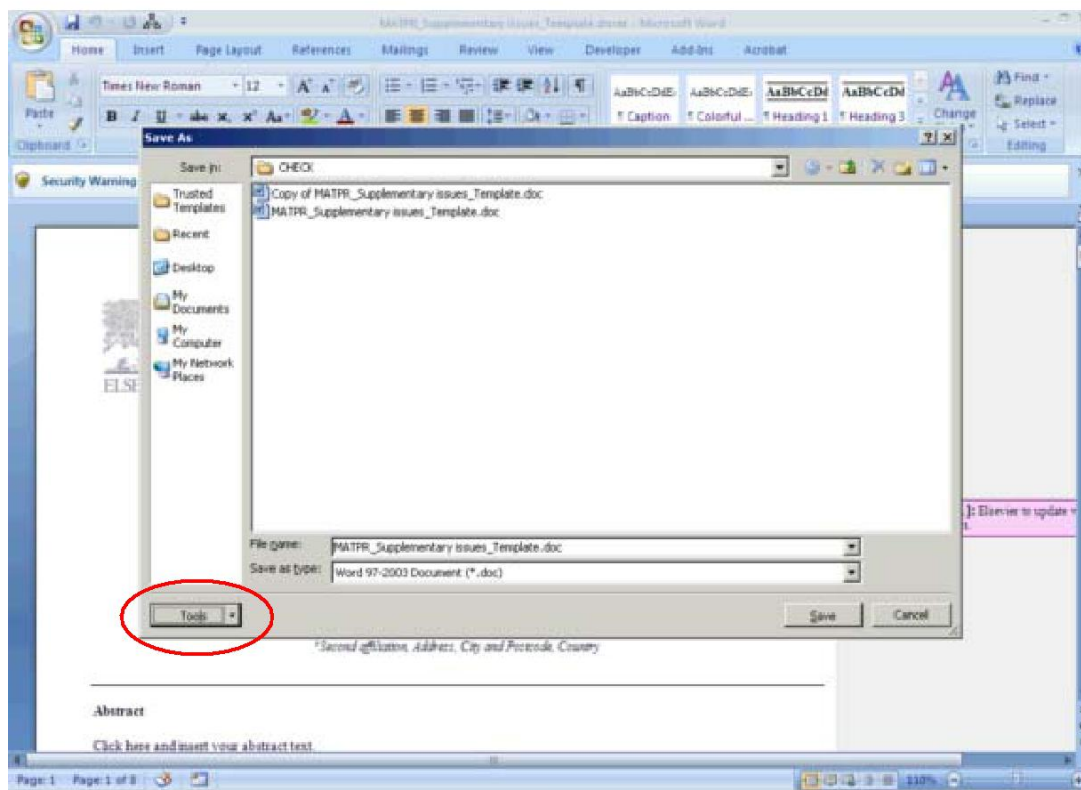 MATPR_Supplementary issues_Template.docm - Microsoft Word
Home Insert Page Layout References Mailings Review View Developer Add-Ins Acrobat
Times New Roman 12
AaBbCcDdE AaBbCcDdE AaBbCcDd AaBbCcDd
Paste
Caption Colorful ... Heading 1 Heading 3
Change
Find
Replace
Select
Clipboard
Editing
Save As
Security Warning
Save in: CHECK
Trusted Templates
Recent
Desktop
My Documents
My Computer
My Network Places
Copy of MATPR_Supplementary issues_Template.doc
MATPR_Supplementary issues_Template.doc
ELSE
]: Elsevier to update
File name: MATPR_Supplementary issues_Template.doc
Save as type: Word 97-2003 Document (*.doc)
Tools Save Cancel
Second affiliation, Address, City and Postcode, Country
Abstract
Click here and insert your abstract text.
Page: 1 Page: 1 of 8 110%